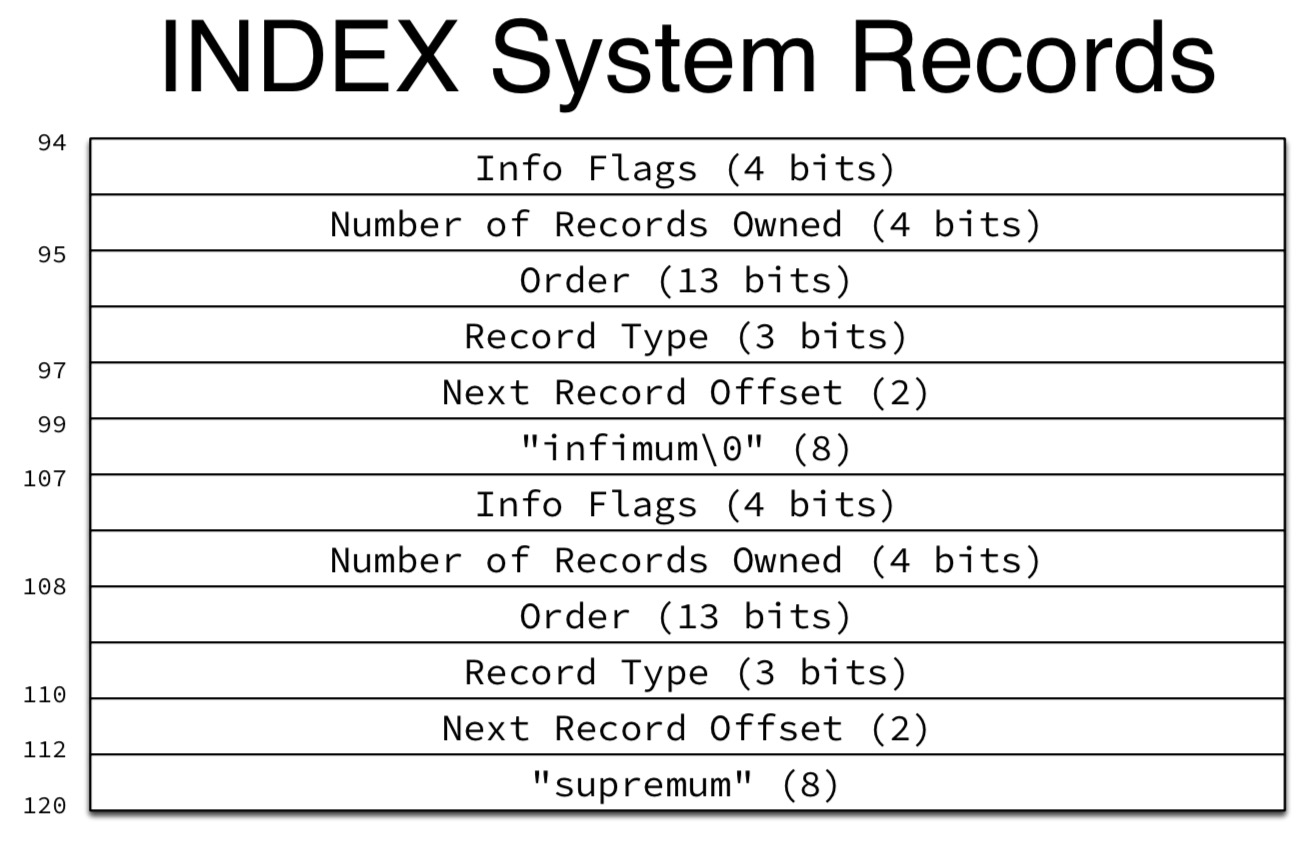 INDEX System Records
94
Info Flags (4 bits)
Number of Records Owned (4 bits)
95
Order (13 bits)
Record Type (3 bits)
97
Next Record Offset (2)
99
"infimum\0" (8)
107
Info Flags (4 bits)
Number of Records Owned (4 bits)
108
Order (13 bits)
Record Type (3 bits)
110
Next Record Offset (2)
112
"supremum" (8)
120